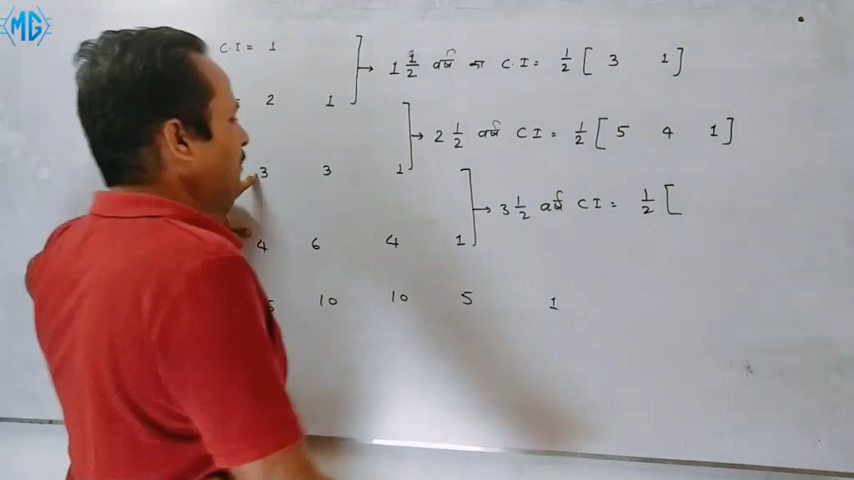 MG
C.I = 1
1 1/2 वर्ष का C.I = 1/2 [ 3 1 ]
= 2 1
2 1/2 वर्ष CI = 1/2 [ 5 4 1 ]
3 3 1
3 1/2 वर्ष CI = 1/2 [
4 6 4 1
5 10 10 5 1